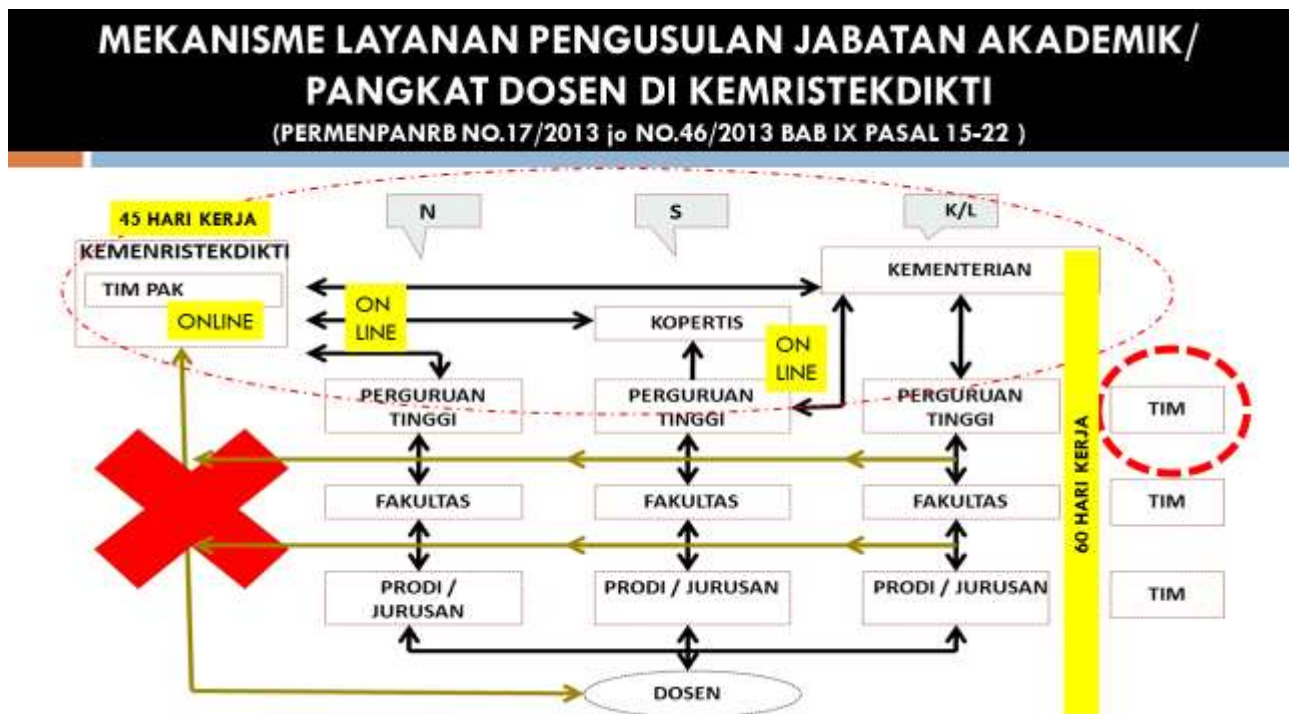 MEKANISME LAYANAN PENGUSULAN JABATAN AKADEMIK/
PANGKAT DOSEN DI KEMRISTEKDIKTI
(PERMENPANRB NO.17/2013 jo NO.46/2013 BAB IX PASAL 15-22 )
45 HARI KERJA
N
S
K/L
KEMENRISTEKDIKTI
TIM PAK
ONLINE
ON
LINE
KEMENTERIAN
KOPERTIS
ON
LINE
PERGURUAN
TINGGI
PERGURUAN
TINGGI
PERGURUAN
TINGGI
TIM
FAKULTAS
FAKULTAS
FAKULTAS
TIM
60 HARI KERJA
PRODI /
JURUSAN
PRODI / JURUSAN
PRODI / JURUSAN
TIM
DOSEN